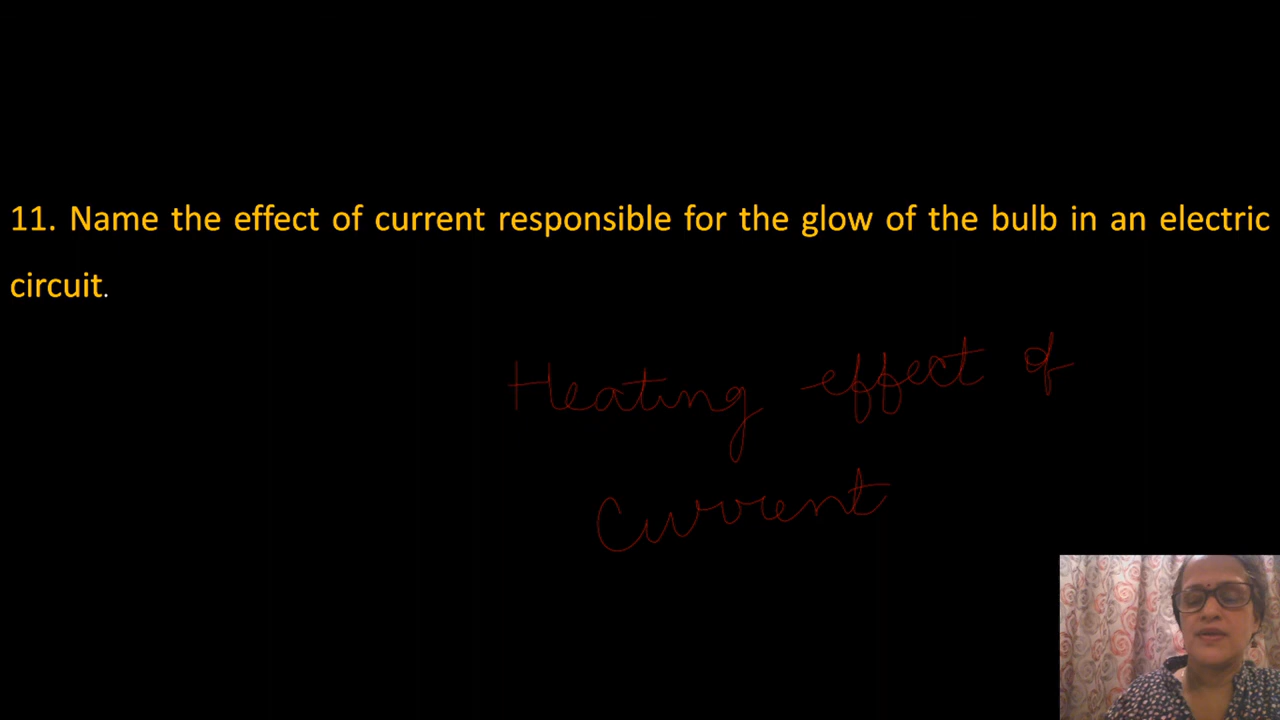 11. Name the effect of current responsible for the glow of the bulb in an electric
circuit.
Heating effect of
Current